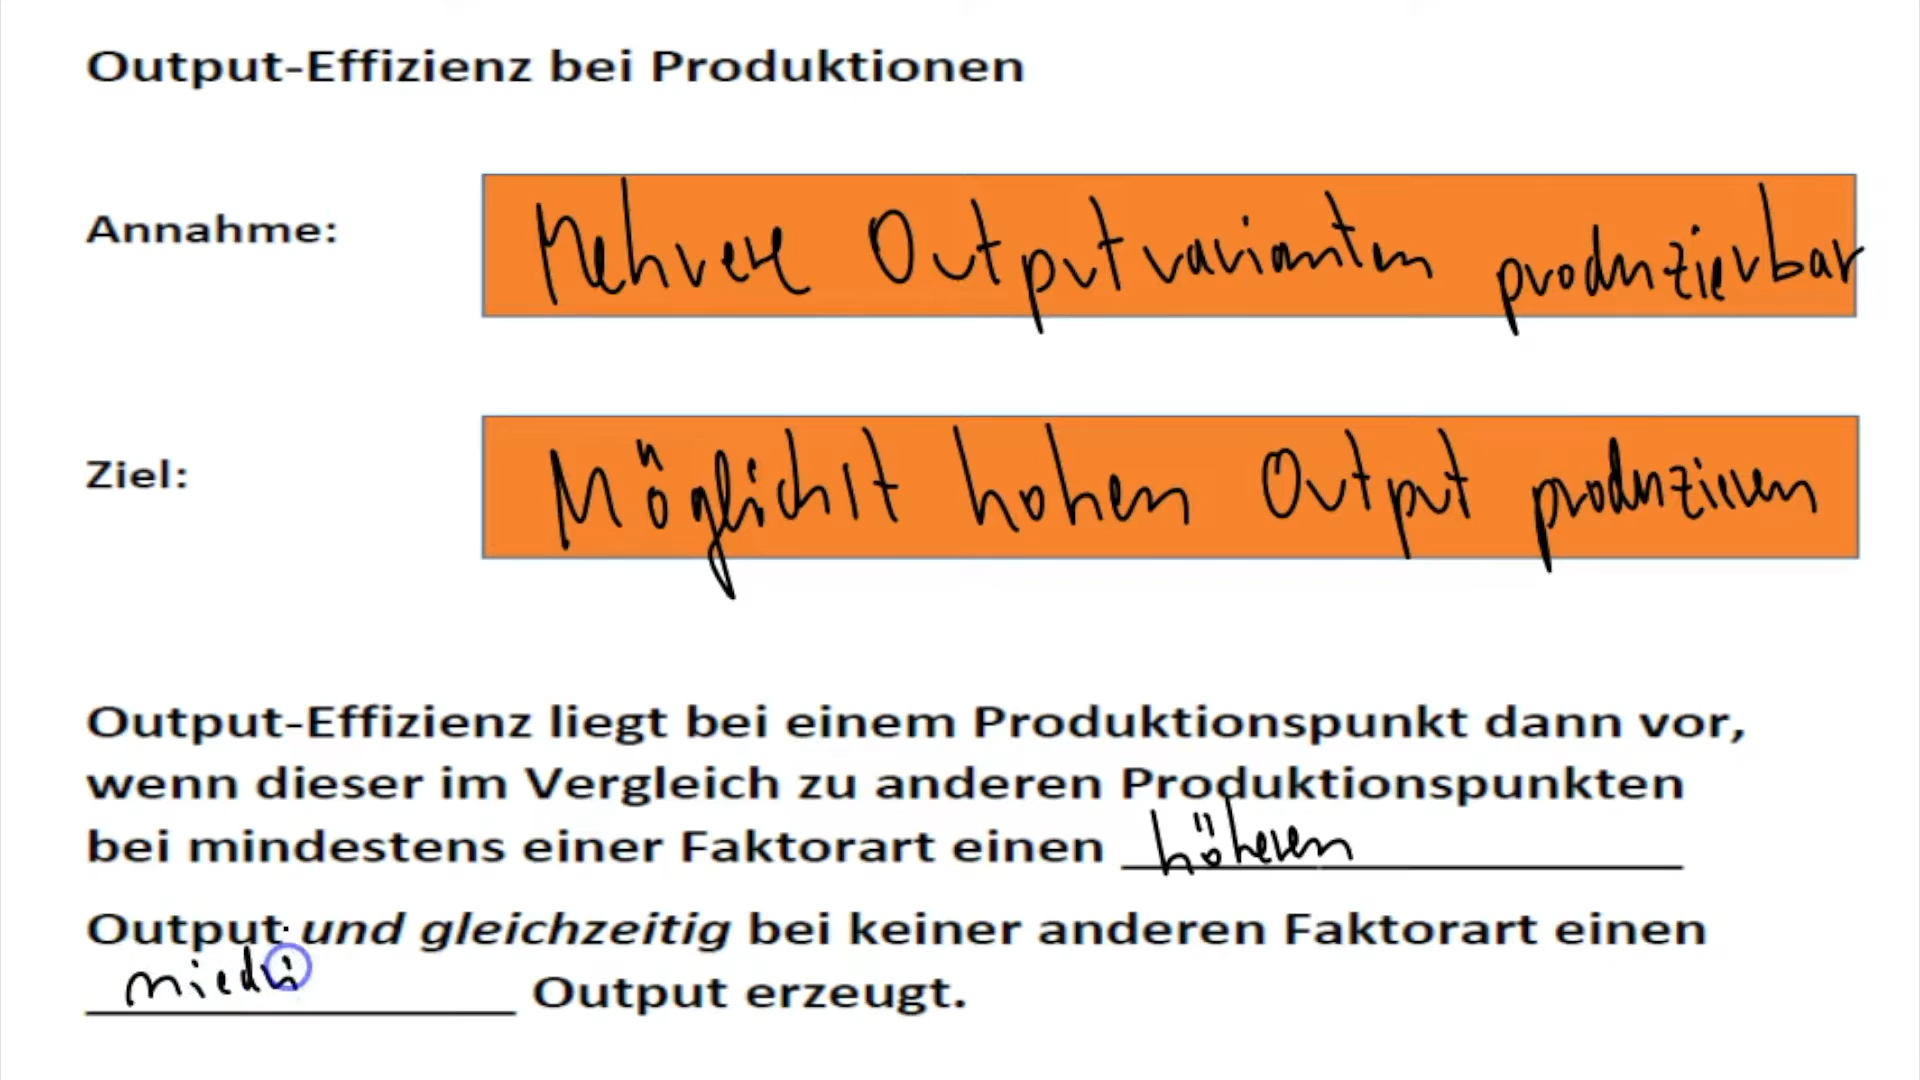 Output-Effizienz bei Produktionen
Annahme: Mehrere Outputvarianten produzierbar
Ziel: Möglichst hohen Output produzieren
Output-Effizienz liegt bei einem Produktionspunkt dann vor,
wenn dieser im Vergleich zu anderen Produktionspunkten
bei mindestens einer Faktorart einen höheren
Output und gleichzeitig bei keiner anderen Faktorart einen
niedri Output erzeugt.